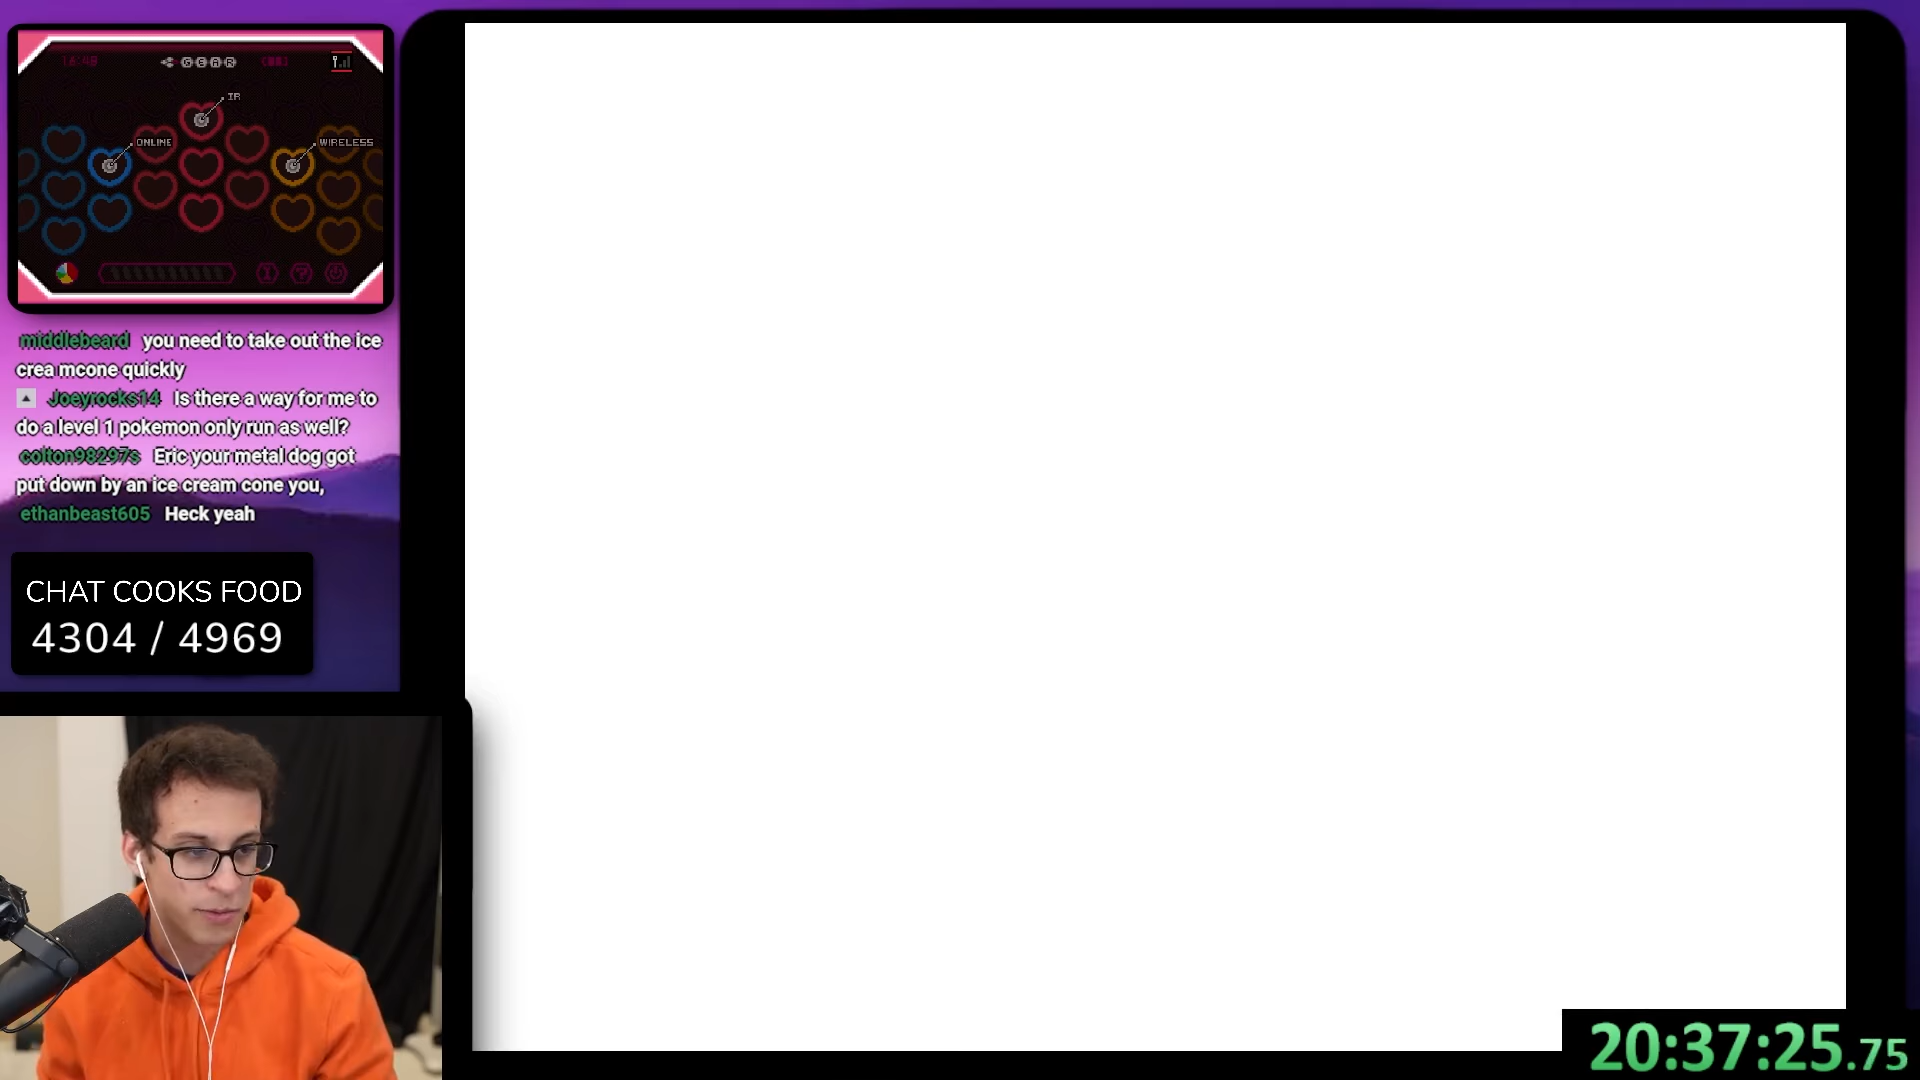 16:48
GEAR
IR
ONLINE
WIRELESS
middlebeard you need to take out the ice
crea mcone quickly
Joeyrocks14 Is there a way for me to
do a level 1 pokemon only run as well?
colton98297s Eric your metal dog got
put down by an ice cream cone you,
ethanbeast605 Heck yeah
CHAT COOKS FOOD
4304 / 4969
20:37:25.75